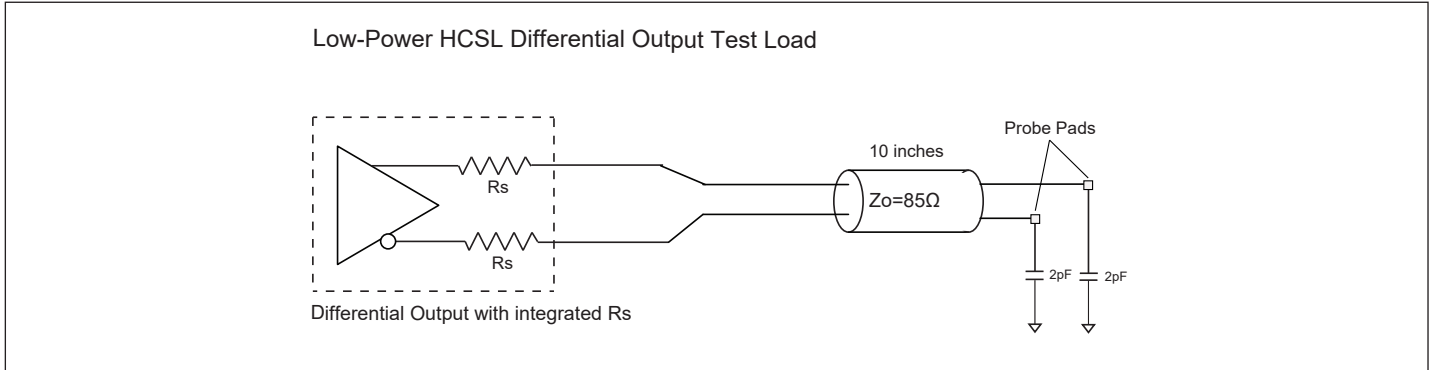 Low-Power HCSL Differential Output Test Load
Probe Pads
10 inches
Rs
Zo=85Ω
Rs
2pF
2pF
Differential Output with integrated Rs